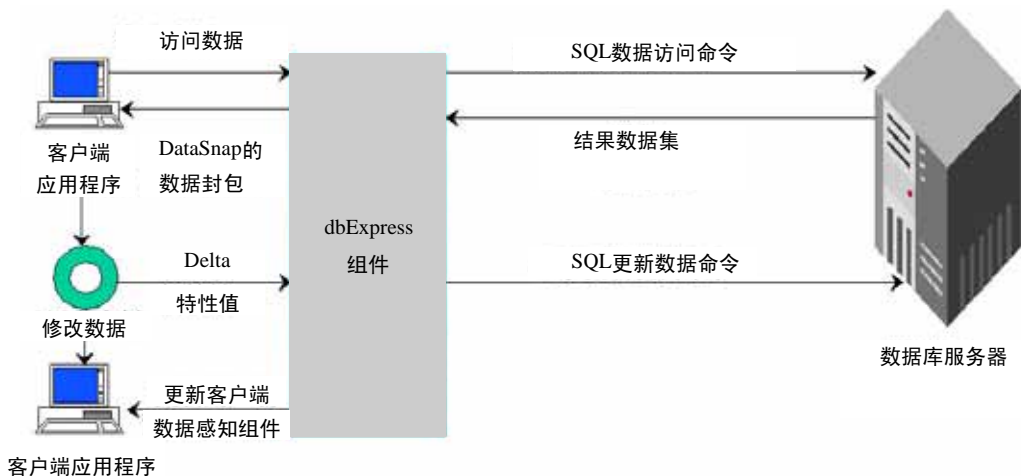 访问数据
SQL数据访问命令
客户端
应用程序
DataSnap的
数据封包
结果数据集
dbExpress
组件
Delta
特性值
SQL更新数据命令
修改数据
数据库服务器
更新客户端
数据感知组件
客户端应用程序